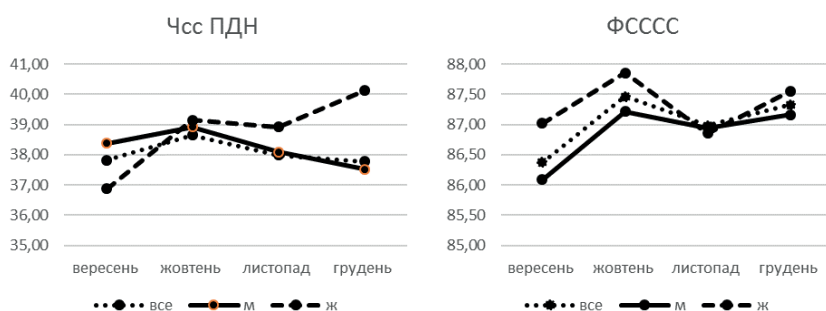 Чсс ПДН
41,00
40,00
39,00
38,00
37,00
36,00
35,00
вересень жовтень листопад грудень
все м ж
ФСССС
88,00
87,50
87,00
86,50
86,00
85,50
85,00
вересень жовтень листопад грудень
все м ж